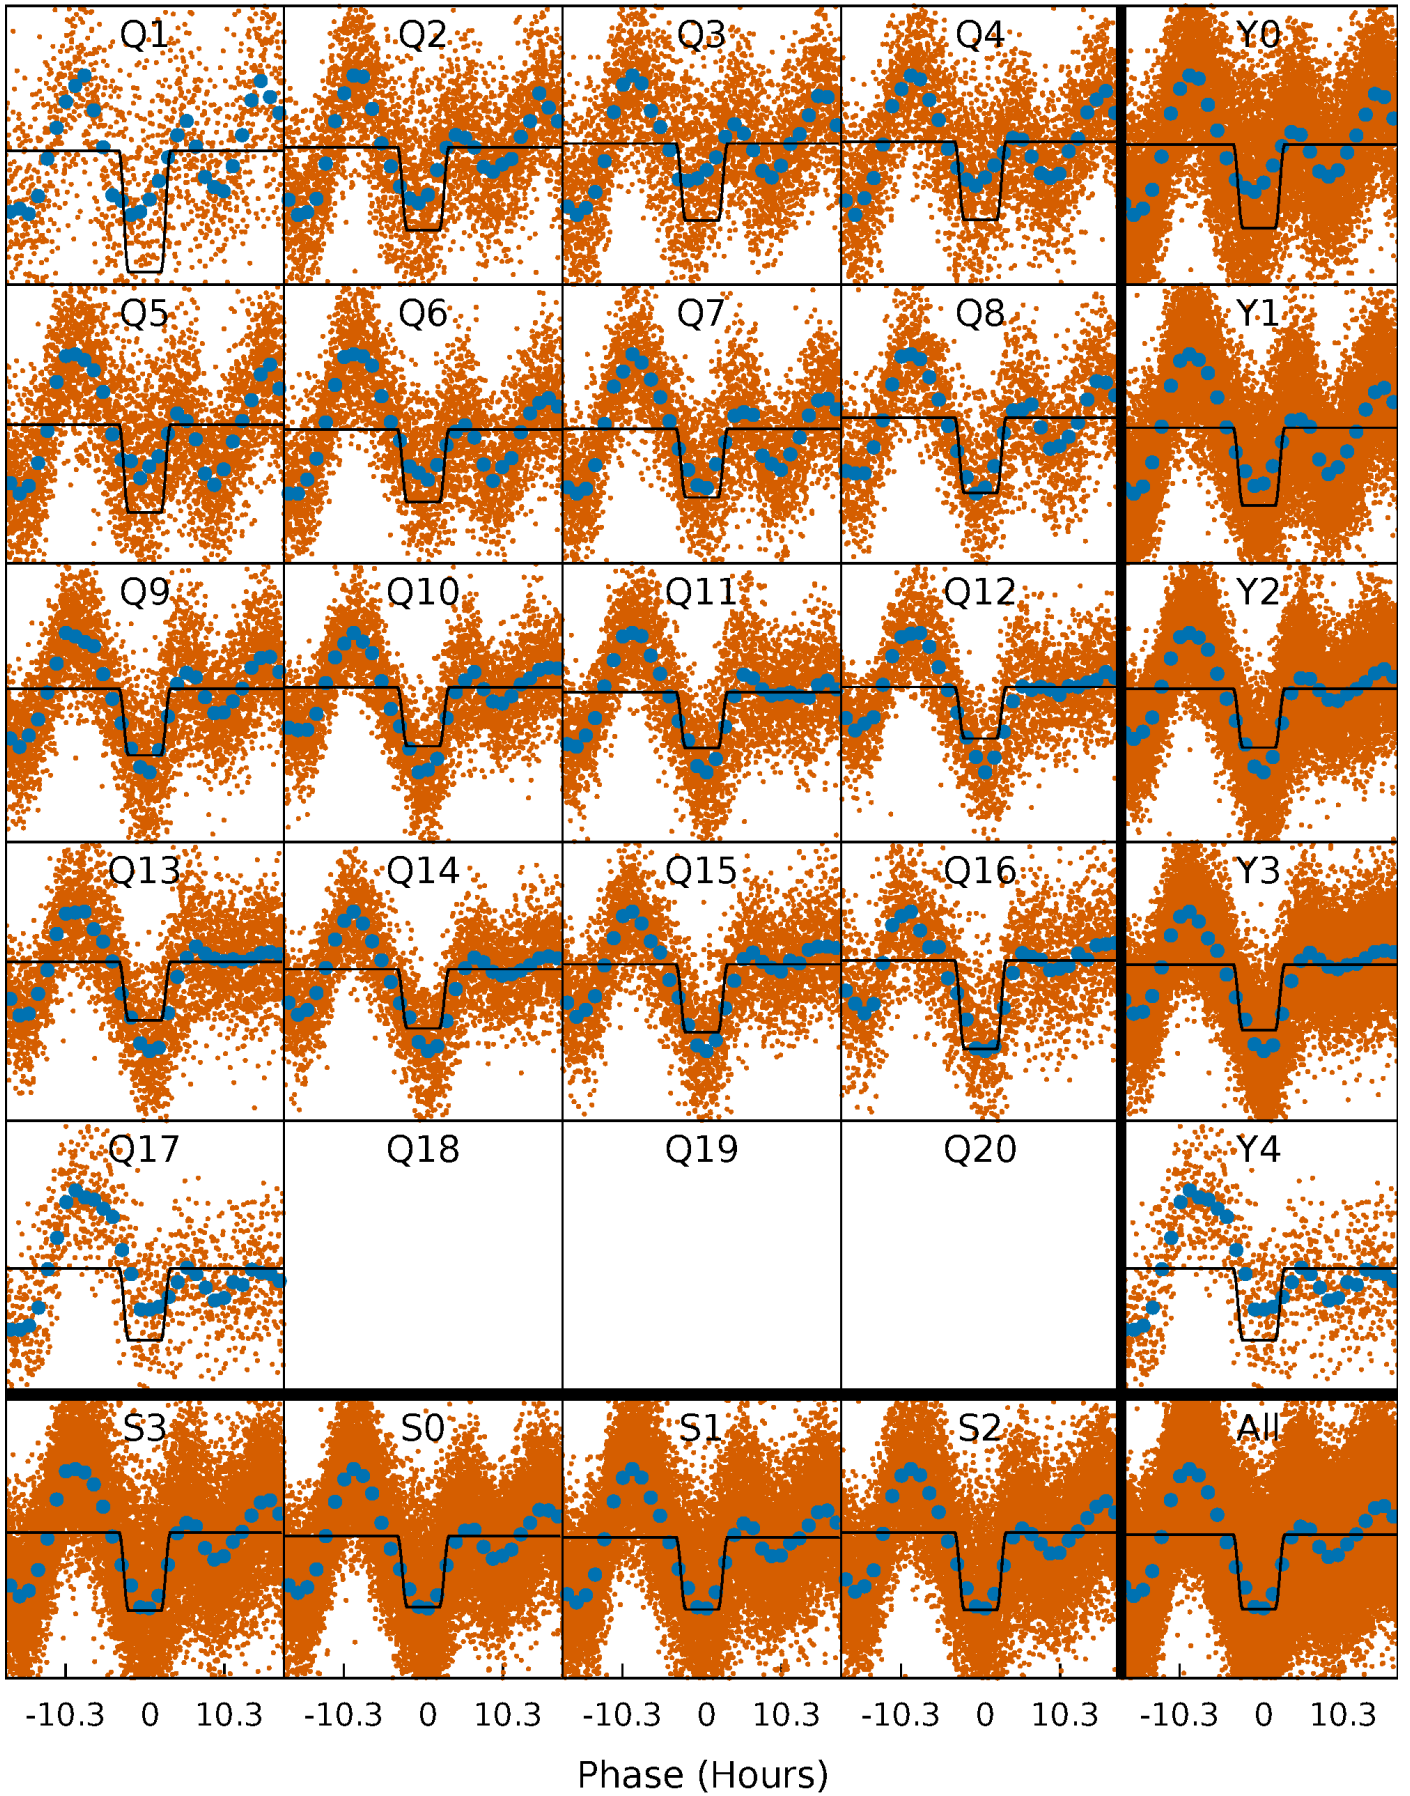 Q1 Q2 Q3 Q4 Y0
Q5 Q6 Q7 Q8 Y1
Q9 Q10 Q11 Q12 Y2
Q13 Q14 Q15 Q16 Y3
Q17 Q18 Q19 Q20 Y4
S3 S0 S1 S2 All
-10.3 0 10.3 -10.3 0 10.3 -10.3 0 10.3 -10.3 0 10.3 -10.3 0 10.3
Phase (Hours)